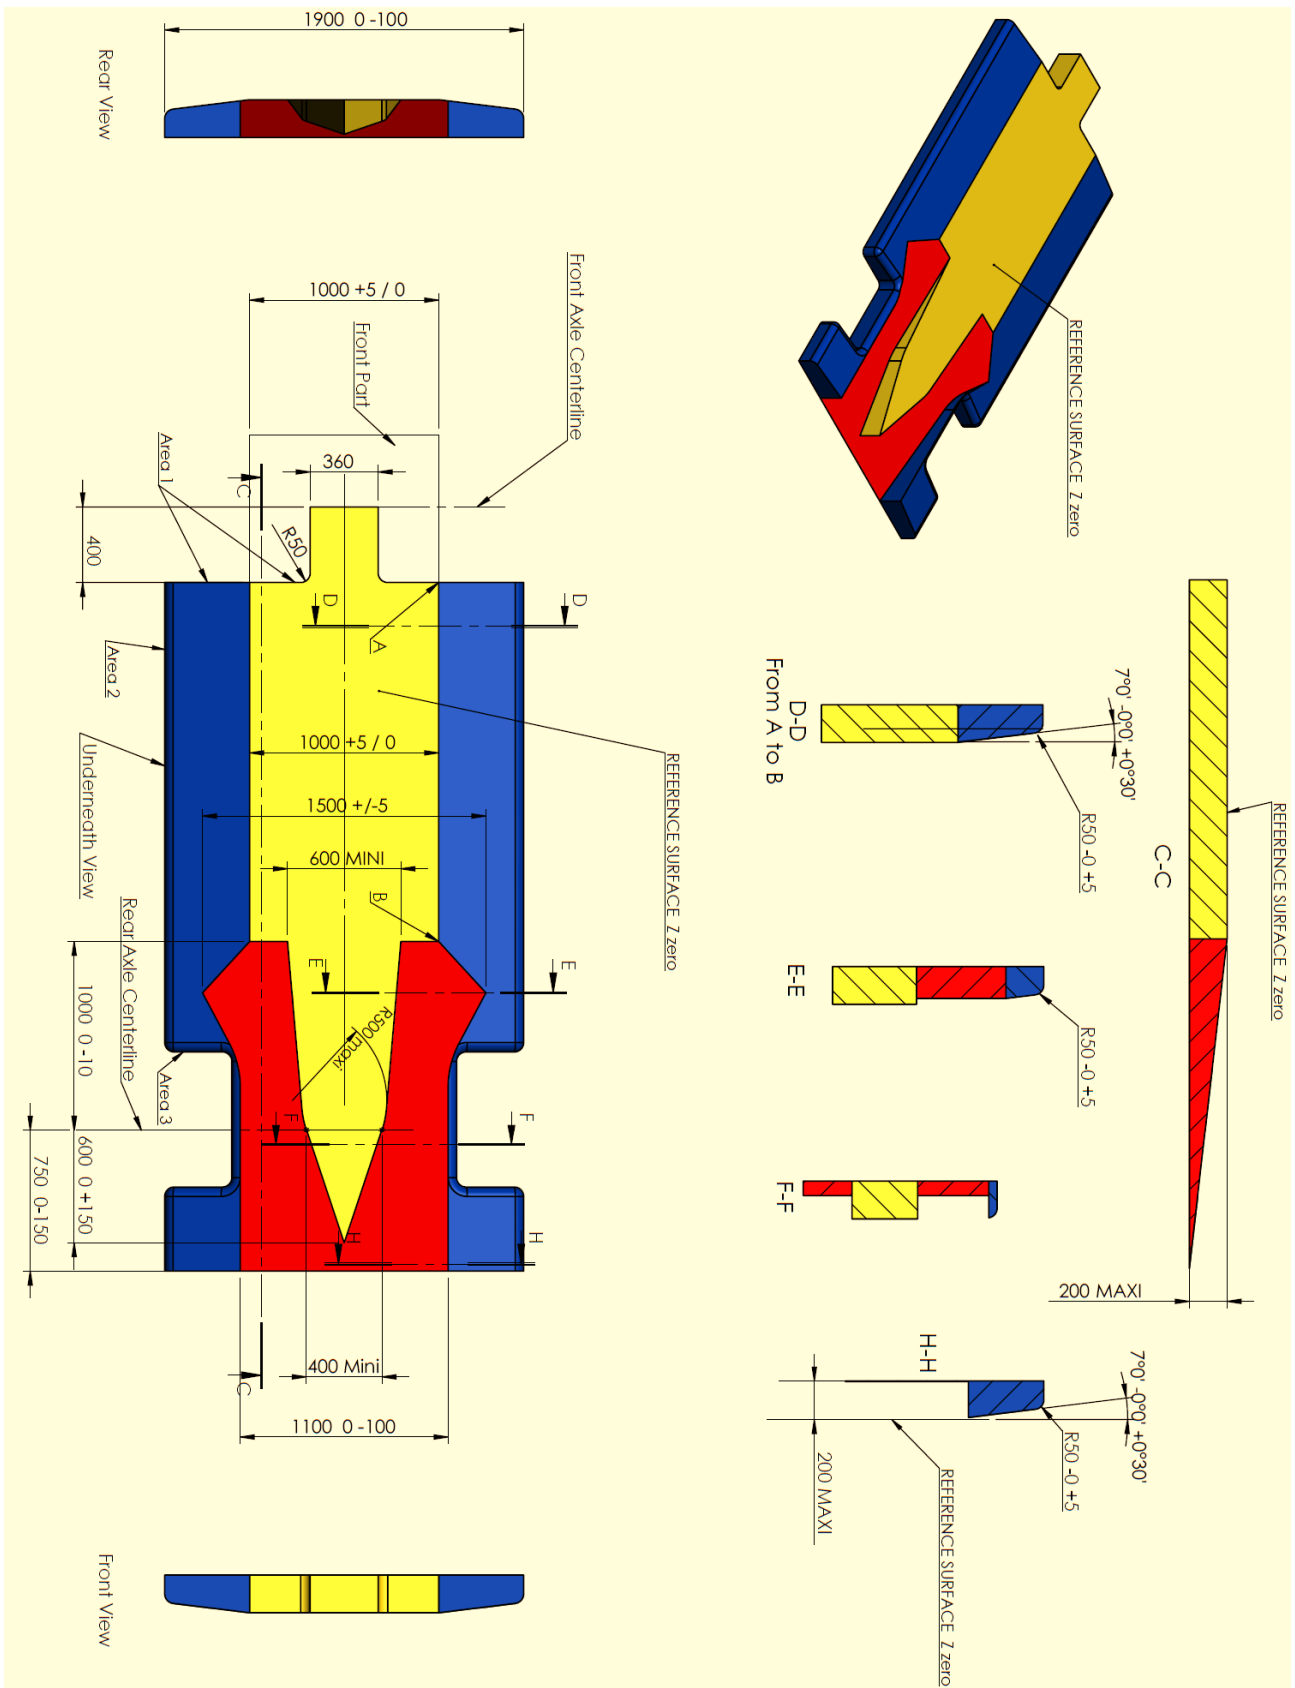 1900  0 -100
Rear View
REFERENCE SURFACE  Z zero
Front Axle Centerline
1000 +5 / 0
Front Part
360
C
Area 1
R50
400
D
D
A
Area 2
Underneath View
1000 +5 / 0
1500 +/-5
600 MINI
REFERENCE SURFACE  Z zero
B
E
E
R500maxi
Rear Axle Centerline
1000  0 -10
Area 3
F
F
600  0 +150
750  0-150
H
H
C
400 Mini
1100  0 -100
Front View
REFERENCE SURFACE  Z zero
C-C
200 MAXI
7°0' -0°0' +0°30'
R50 -0 +5
D-D
From A to B
R50 -0 +5
E-E
F-F
H-H
7°0' -0°0' +0°30'
R50 -0 +5
200 MAXI
REFERENCE SURFACE  Z zero